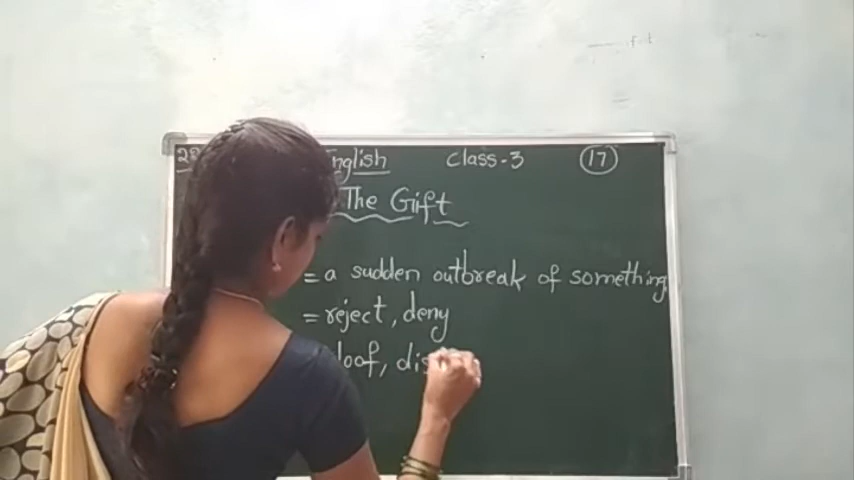 English Class-3 17
The Gift
= a sudden outbreak of something
= reject, deny
loof, dis